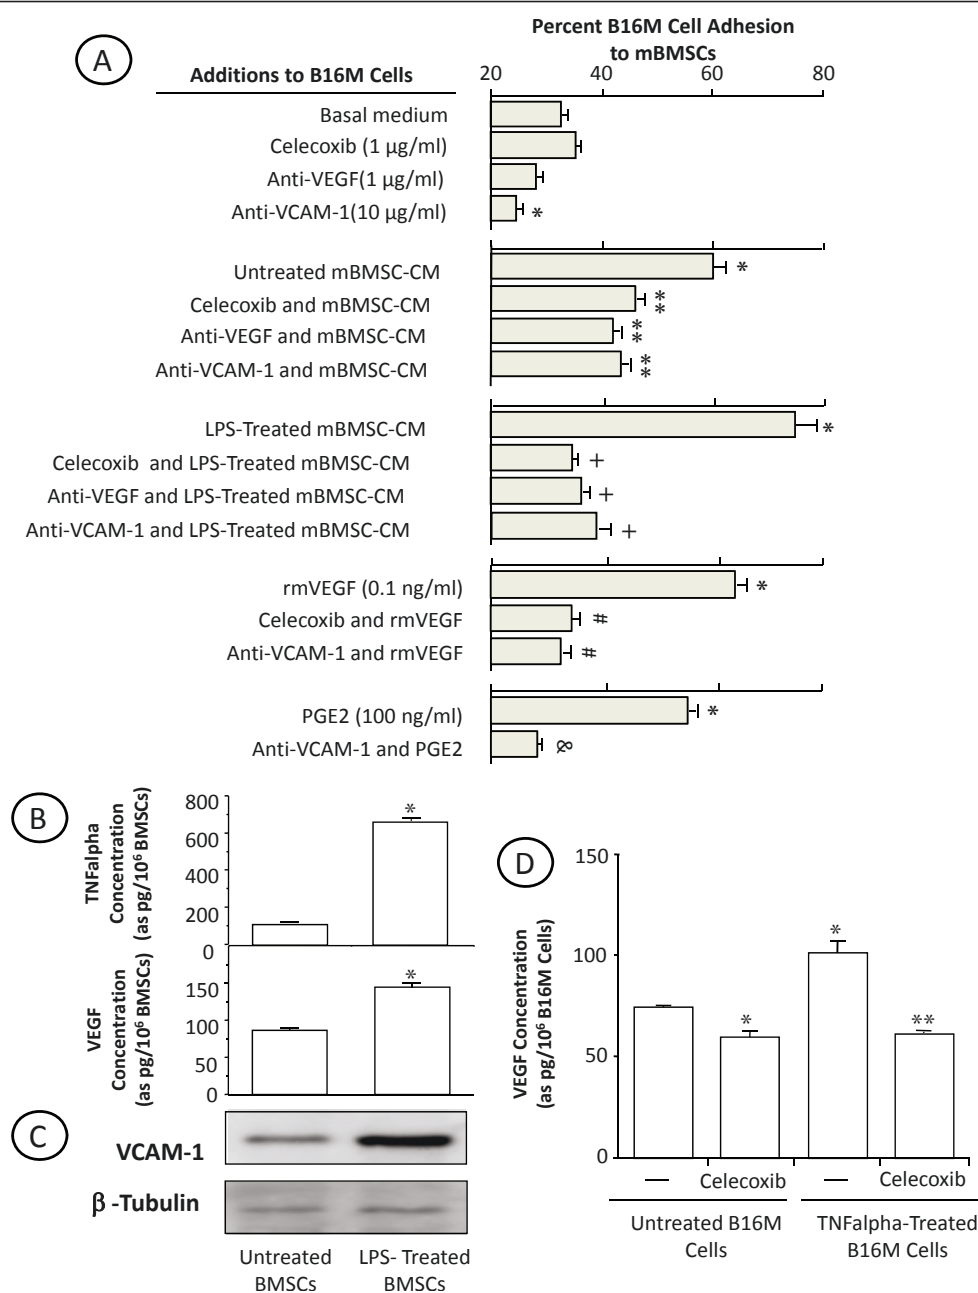 A
Percent B16M Cell Adhesion
to mBMSCs
Additions to B16M Cells
20 40 60 80
Basal medium
Celecoxib (1 µg/ml)
Anti-VEGF(1 µg/ml)
Anti-VCAM-1(10 µg/ml) *
Untreated mBMSC-CM *
Celecoxib and mBMSC-CM **
Anti-VEGF and mBMSC-CM **
Anti-VCAM-1 and mBMSC-CM **
LPS-Treated mBMSC-CM *
Celecoxib and LPS-Treated mBMSC-CM +
Anti-VEGF and LPS-Treated mBMSC-CM +
Anti-VCAM-1 and LPS-Treated mBMSC-CM +
rmVEGF (0.1 ng/ml) *
Celecoxib and rmVEGF #
Anti-VCAM-1 and rmVEGF #
PGE2 (100 ng/ml) *
Anti-VCAM-1 and PGE2 &
B
TNFalpha
Concentration
(as pg/10⁶ BMSCs)
800
600
400
200
0
*
VEGF
Concentration
(as pg/10⁶ BMSCs)
150
100
50
0
*
C
VCAM-1
β -Tubulin
Untreated
BMSCs
LPS- Treated
BMSCs
D
VEGF Concentration
(as pg/10⁶ B16M Cells)
150
100
50
0
*
*
**
— Celecoxib — Celecoxib
Untreated B16M
Cells
TNFalpha-Treated
B16M Cells